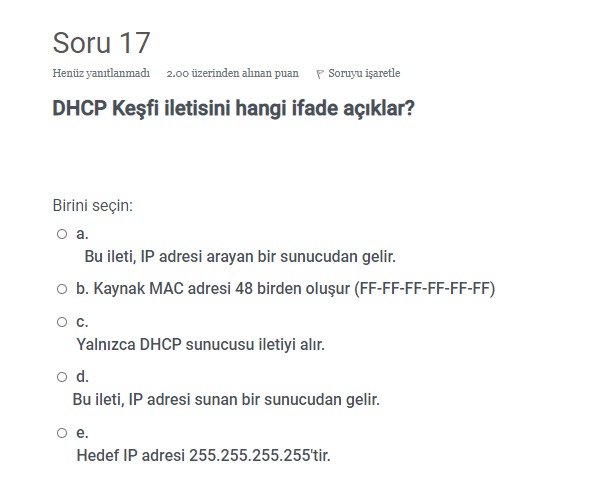 Soru 17
Henüz yanıtlanmadı 2.00 üzerinden alınan puan Soruyu işaretle
DHCP Keşfi iletisini hangi ifade açıklar?
Birini seçin:
a.
Bu ileti, IP adresi arayan bir sunucudan gelir.
b. Kaynak MAC adresi 48 birden oluşur (FF-FF-FF-FF-FF-FF)
c.
Yalnızca DHCP sunucusu iletiyi alır.
d.
Bu ileti, IP adresi sunan bir sunucudan gelir.
e.
Hedef IP adresi 255.255.255.255'tir.